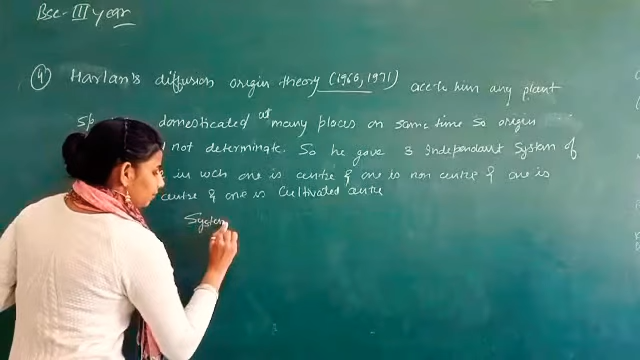 Bsc-III year
4 Harlan's diffusion origin theory (1966, 1971) acc to him any plant
sp domesticated at many places on same time so origin
not determinate. So he gave 3 independant system of
in wch one is centre & one is non centre & one is
centre & one is Cultivated centre
System